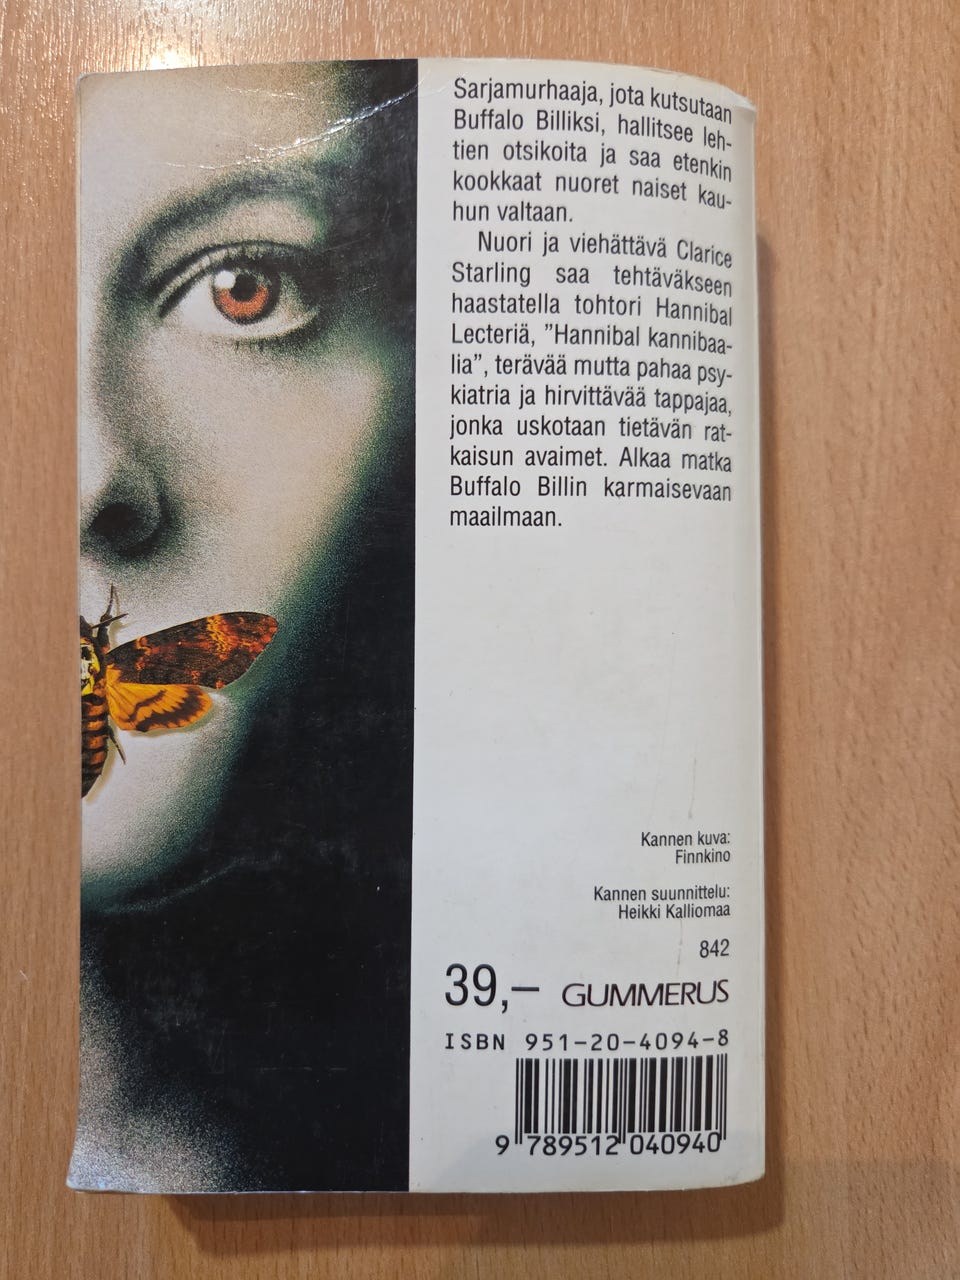 Sarjamurhaaja, jota kutsutaan
Buffalo Billiksi, hallitsee leh-
tien otsikoita ja saa etenkin
kookkaat nuoret naiset kau-
hun valtaan.
Nuori ja viehättävä Clarice
Starling saa tehtäväkseen
haastatella tohtori Hannibal
Lecteriä, ”Hannibal kannibaa-
lia”, terävää mutta pahaa psy-
kiatria ja hirvittävää tappajaa,
jonka uskotaan tietävän rat-
kaisun avaimet. Alkaa matka
Buffalo Billin karmaisevaan
maailmaan.
Kannen kuva:
Finnkino
Kannen suunnittelu:
Heikki Kalliomaa
842
39,– GUMMERUS
ISBN 951-20-4094-8
9 789512 040940